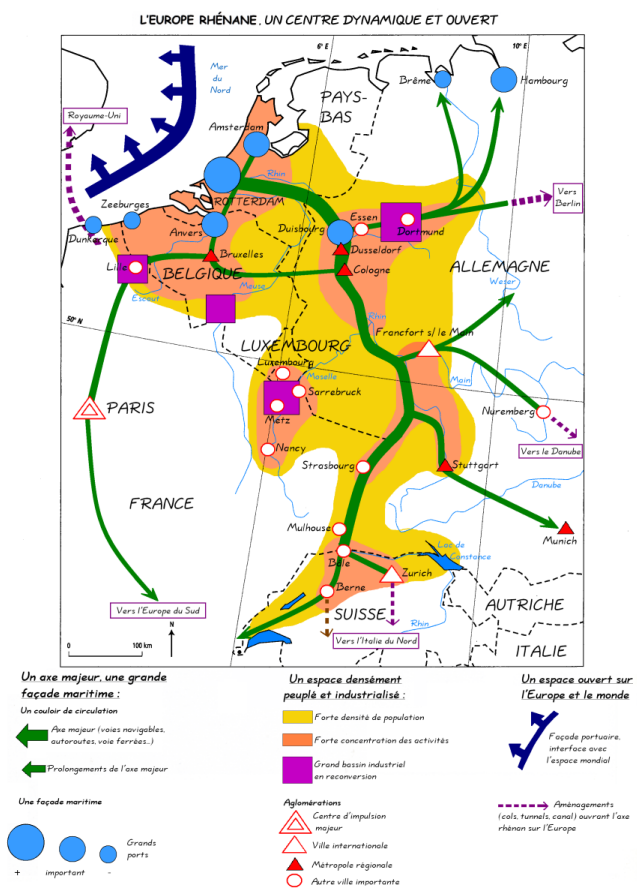 L'EUROPE RHÉNANE, UN CENTRE DYNAMIQUE ET OUVERT
6° E
10° E
Mer
du
Nord
Brême
Hambourg
PAYS-
BAS
Royaume-Uni
Amsterdam
Rhin
Vers
Berlin
ROTTERDAM
Zeeburges
Essen
Dunkerque
Anvers
Duisbourg
Dortmund
Bruxelles
Dusseldorf
Lille
BELGIQUE
Cologne
ALLEMAGNE
Escaut
Meuse
Weser
50° N
Rhin
Francfort s/ le Main
LUXEMBOURG
Luxembourg
Moselle
Main
Sarrebruck
PARIS
Metz
Nuremberg
Nancy
Vers le Danube
Strasbourg
Stuttgart
Danube
FRANCE
Mulhouse
Munich
Lac de
Constance
Bâle
Zurich
Berne
Vers l'Europe du Sud
SUISSE
AUTRICHE
Rhin
Vers l'Italie du Nord
ITALIE
0 100 km
N
Un axe majeur, une grande
façade maritime :
Un couloir de circulation
Axe majeur (voies navigables,
autoroutes, voie ferrées...)
Prolongements de l'axe majeur
Une façade maritime
Grands
ports
+ important -
Un espace densément
peuplé et industrialisé :
Forte densité de population
Forte concentration des activités
Grand bassin industriel
en reconversion
Aglomérations
Centre d'impulsion
majeur
Ville internationale
Métropole régionale
Autre ville importante
Un espace ouvert sur
l'Europe et le monde
Façade portuaire,
interface avec
l'espace mondial
Aménagements
(cols, tunnels, canal) ouvrant l'axe
rhénan sur l'Europe